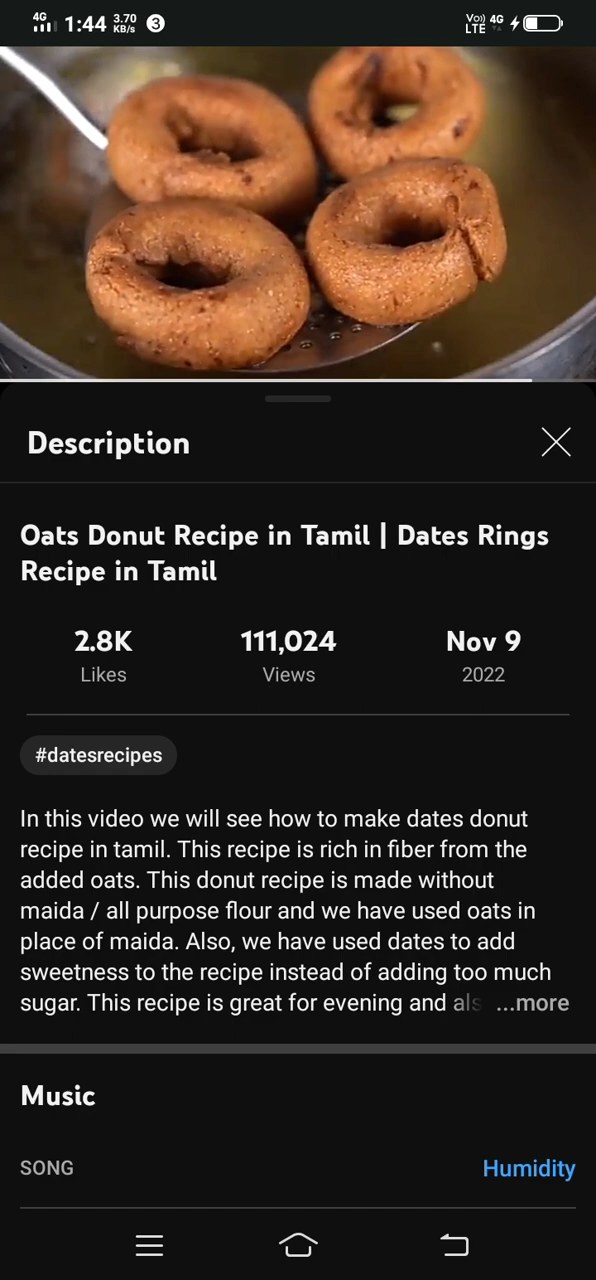 4G 1:44 3.70 KB/s 3 Vo)) LTE 4G
Description
Oats Donut Recipe in Tamil | Dates Rings
Recipe in Tamil
2.8K 111,024 Nov 9
Likes Views 2022
#datesrecipes
In this video we will see how to make dates donut
recipe in tamil. This recipe is rich in fiber from the
added oats. This donut recipe is made without
maida / all purpose flour and we have used oats in
place of maida. Also, we have used dates to add
sweetness to the recipe instead of adding too much
sugar. This recipe is great for evening and als ...more
Music
SONG Humidity